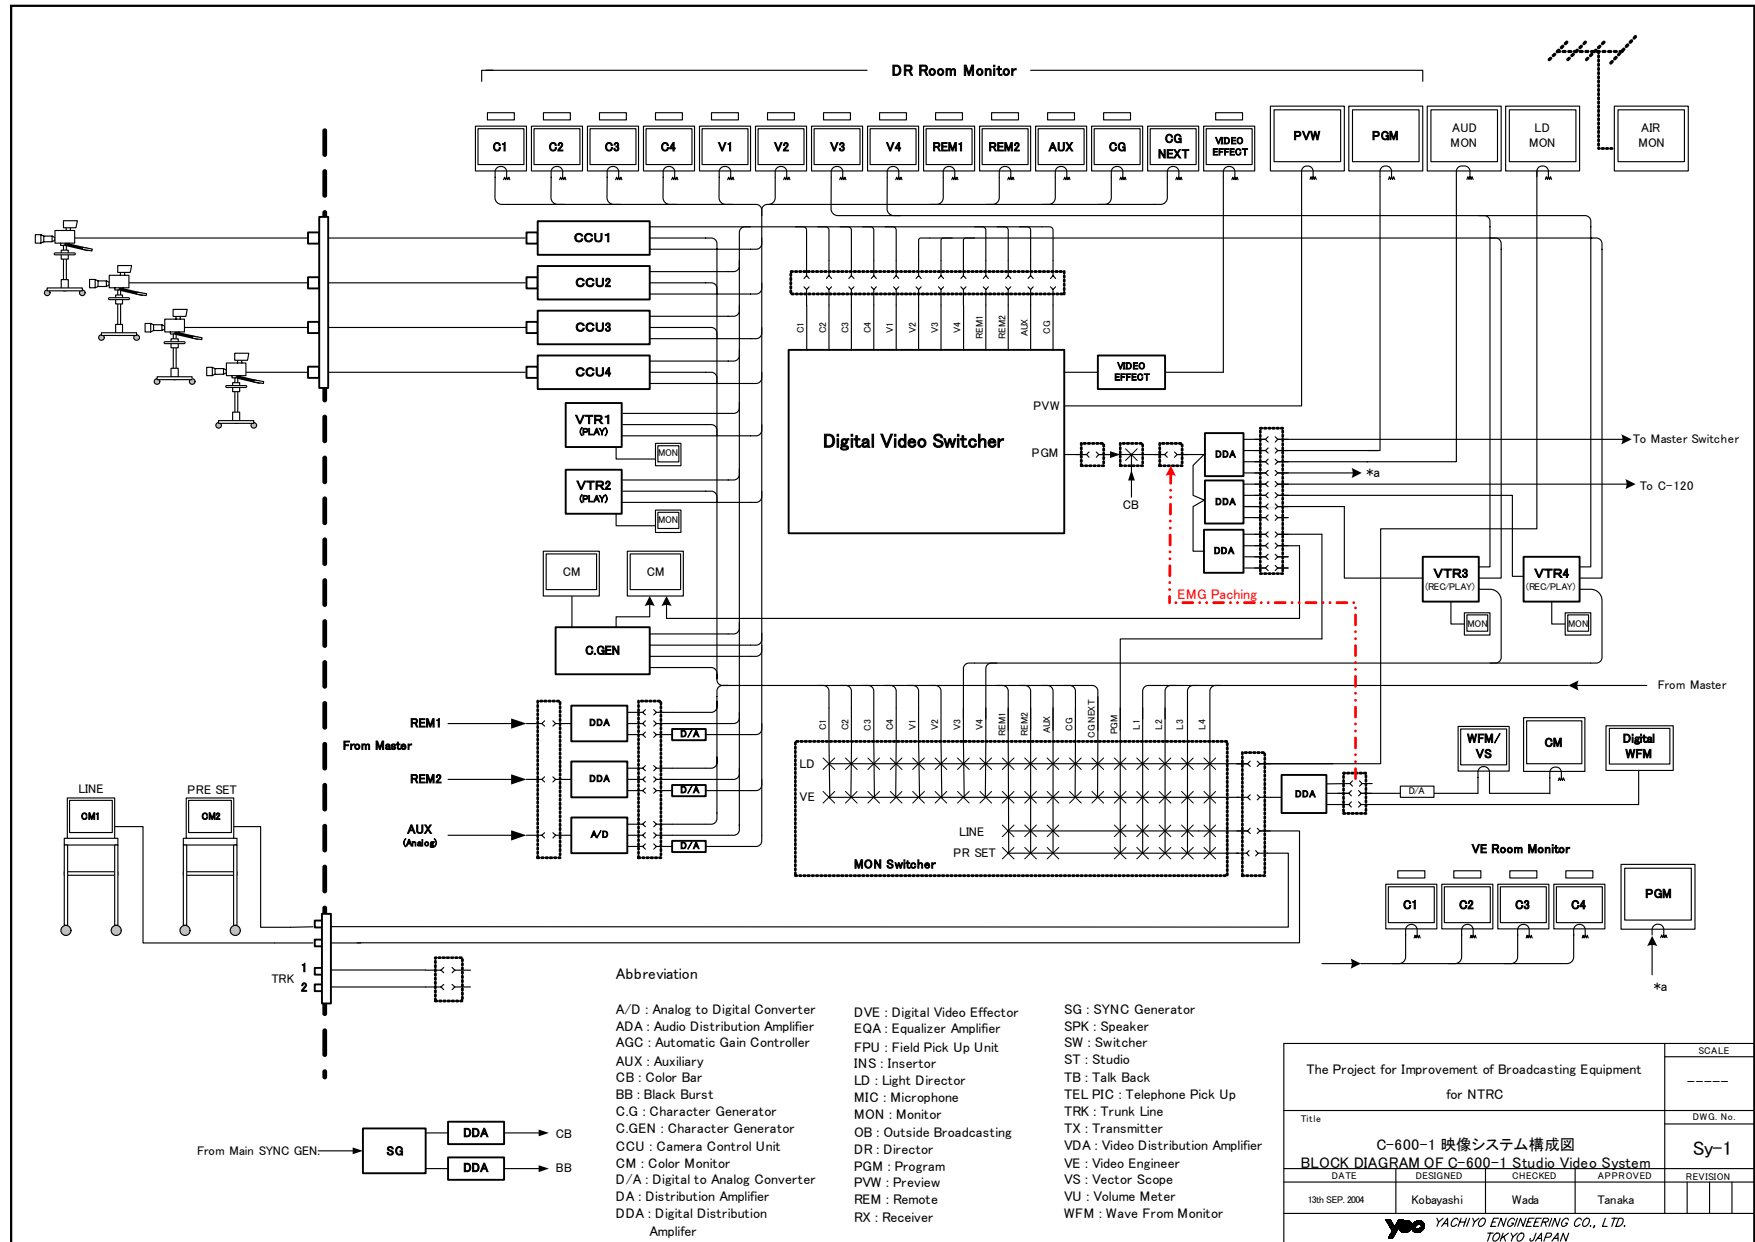 DR Room Monitor
C1 C2 C3 C4 V1 V2 V3 V4 REM1 REM2 AUX CG CG NEXT VIDEO EFFECT PVW PGM AUD MON LD MON AIR MON
CCU1
CCU2
CCU3
CCU4
C1 C2 C3 C4 V1 V2 V3 V4 REM1 REM2 AUX CG
VIDEO EFFECT
VTR1
(PLAY)
MON
VTR2
(PLAY)
MON
Digital Video Switcher
PVW
PGM
CB
DDA
DDA
DDA
To Master Switcher
*a
To C-120
CM
CM
C.GEN
EMG Paching
VTR3
(REC/PLAY)
MON
VTR4
(REC/PLAY)
MON
From Master
C1 C2 C3 C4 V1 V2 V3 V4 REM1 REM2 AUX CG CGNEXT PGM L1 L2 L3 L4
REM1
DDA
D/A
From Master
REM2
DDA
D/A
AUX
(Analog)
A/D
D/A
LD
VE
LINE
PR SET
MON Switcher
DDA
D/A
WFM/
VS
CM
Digital
WFM
LINE
CM1
PRE SET
CM2
TRK
1
2
VE Room Monitor
C1 C2 C3 C4 PGM
*a
From Main SYNC GEN.
SG
DDA
CB
DDA
BB
Abbreviation
A/D : Analog to Digital Converter
ADA : Audio Distribution Amplifier
AGC : Automatic Gain Controller
AUX : Auxiliary
CB : Color Bar
BB : Black Burst
C.G : Character Generator
C.GEN : Character Generator
CCU : Camera Control Unit
CM : Color Monitor
D/A : Digital to Analog Converter
DA : Distribution Amplifier
DDA : Digital Distribution
Amplifer
DVE : Digital Video Effector
EQA : Equalizer Amplifier
FPU : Field Pick Up Unit
INS : Insertor
LD : Light Director
MIC : Microphone
MON : Monitor
OB : Outside Broadcasting
DR : Director
PGM : Program
PVW : Preview
REM : Remote
RX : Receiver
SG : SYNC Generator
SPK : Speaker
SW : Switcher
ST : Studio
TB : Talk Back
TEL PIC : Telephone Pick Up
TRK : Trunk Line
TX : Transmitter
VDA : Video Distribution Amplifier
VE : Video Engineer
VS : Vector Scope
VU : Volume Meter
WFM : Wave From Monitor
The Project for Improvement of Broadcasting Equipment
for NTRC
SCALE
-----
Title
C-600-1 映像システム構成図
BLOCK DIAGRAM OF C-600-1 Studio Video System
DWG. No.
Sy-1
DATE DESIGNED CHECKED APPROVED REVISION
13th SEP. 2004 Kobayashi Wada Tanaka
yeo YACHIYO ENGINEERING CO., LTD.
TOKYO JAPAN